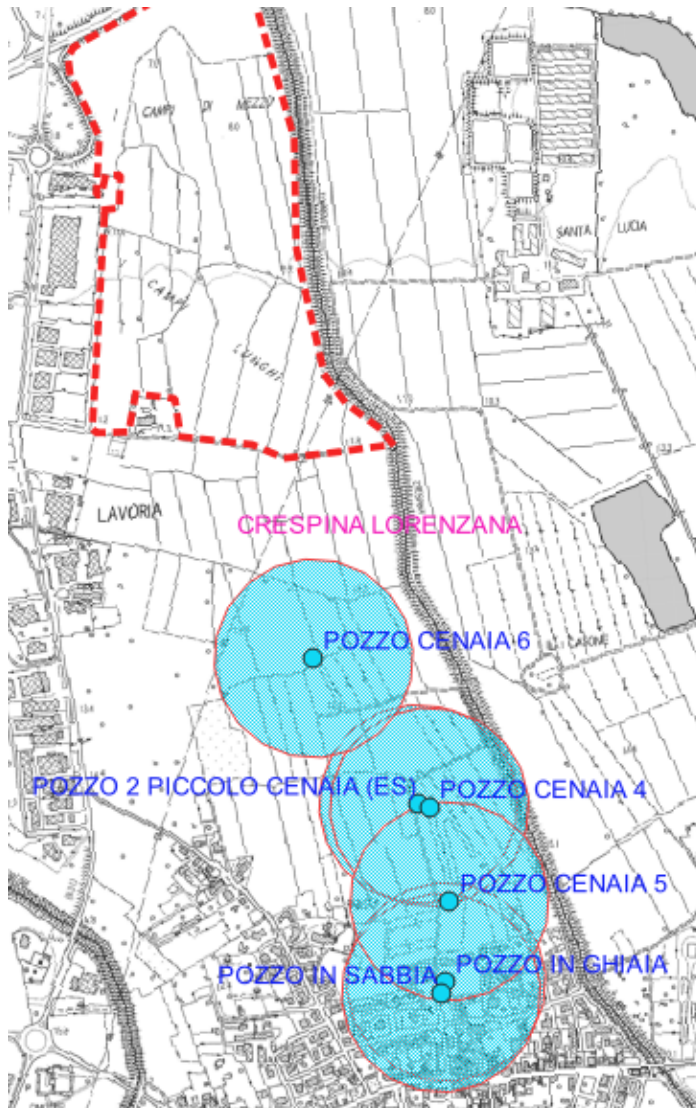 I CAMPI DI MEZZO
SANTA LUCIA
CAMPI
LUNGHI
LAVORIA
CRESPINA LORENZANA
POZZO CENAIA 6
CASONE
POZZO 2 PICCOLO CENAIA (ES)
POZZO CENAIA 4
POZZO CENAIA 5
POZZO IN GHIAIA
POZZO IN SABBIA